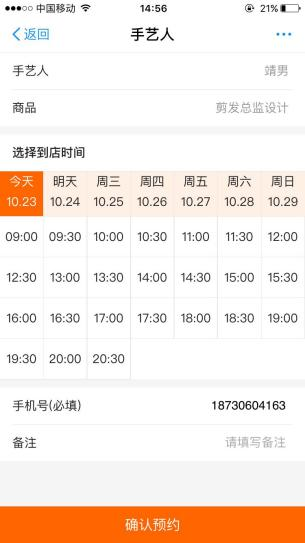 中国移动 14:56 21%
返回 手艺人
手艺人 靖男
商品 剪发总监设计
选择到店时间
今天 明天 周三 周四 周五 周六 周日
10.23 10.24 10.25 10.26 10.27 10.28 10.29
09:00 09:30 10:00 10:30 11:00 11:30 12:00
12:30 13:00 13:30 14:00 14:30 15:00 15:30
16:00 16:30 17:00 17:30 18:00 18:30 19:00
19:30 20:00 20:30
手机号(必填) 18730604163
备注 请填写备注
确认预约